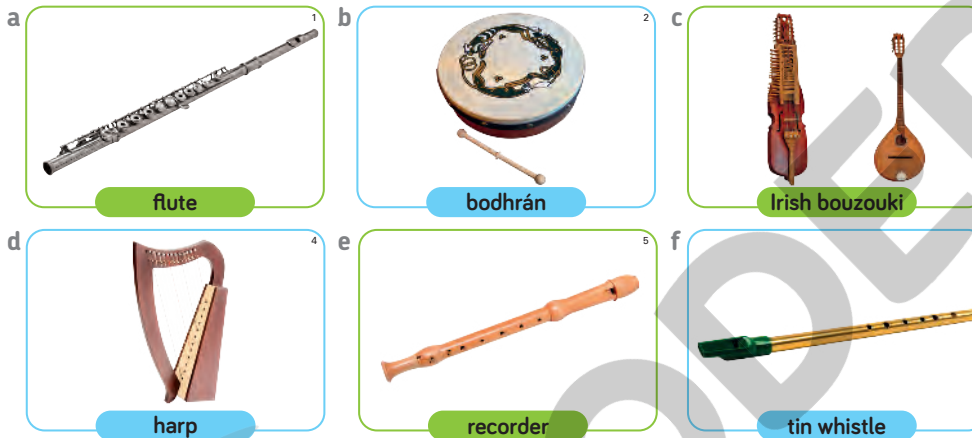 a
1
flute
b
2
bodhrán
c
Irish bouzouki
d
4
harp
e
5
recorder
f
tin whistle